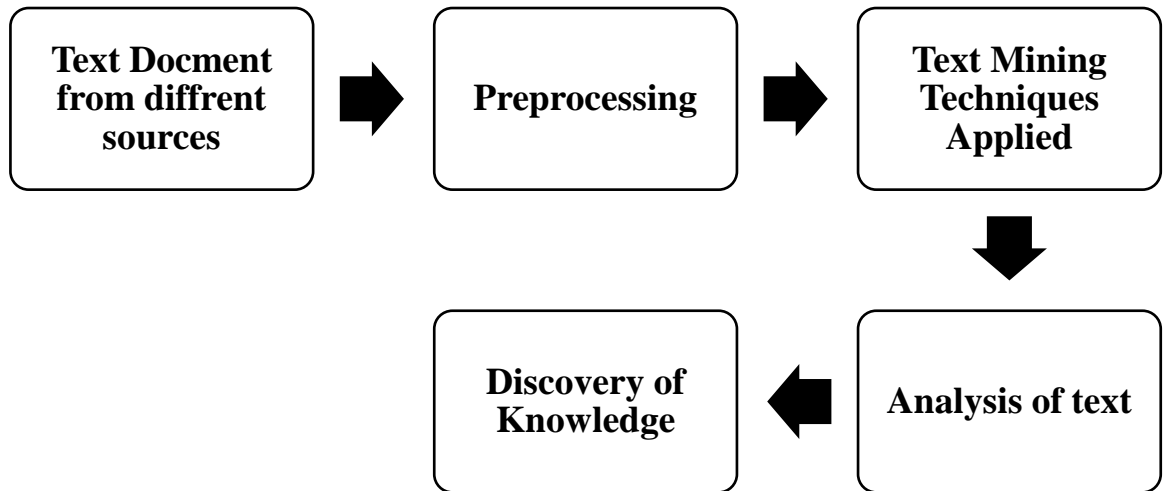 Text Docment
from diffrent
sources
Preprocessing
Text Mining
Techniques
Applied
Analysis of text
Discovery of
Knowledge